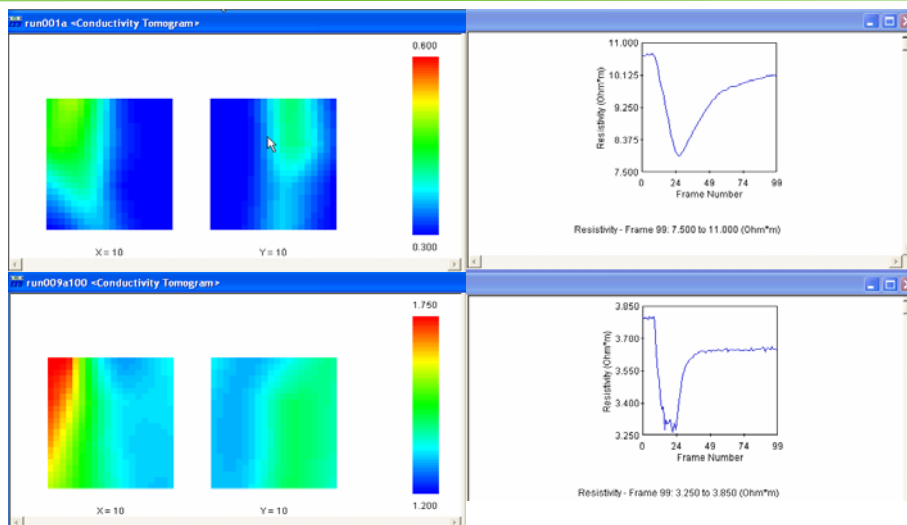 run001a <Conductivity Tomogram>
0.600
X = 10
Y = 10
0.300
11.000
10.125
9.250
8.375
7.500
Resistivity (Ohm*m)
0 24 49 74 99
Frame Number
Resistivity - Frame 99: 7.500 to 11.000 (Ohm*m)
run009a100 <Conductivity Tomogram>
1.750
X = 10
Y = 10
1.200
3.850
3.700
3.550
3.400
3.250
Resistivity (Ohm*m)
0 24 49 74 99
Frame Number
Resistivity - Frame 99: 3.250 to 3.850 (Ohm*m)